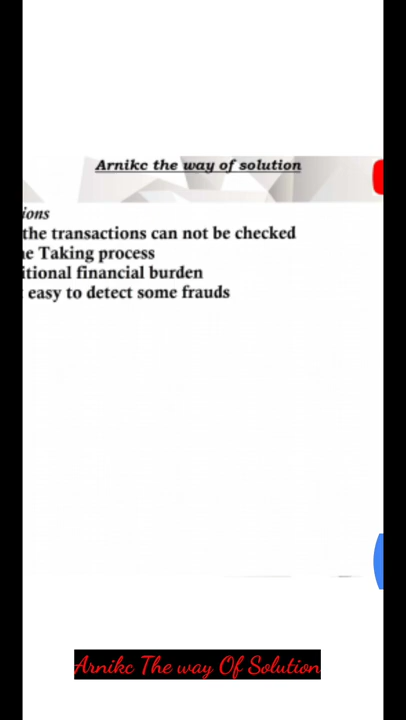 Arnikc the way of solution
ions
the transactions can not be checked
e Taking process
itional financial burden
easy to detect some frauds
Arnikc The way Of Solution